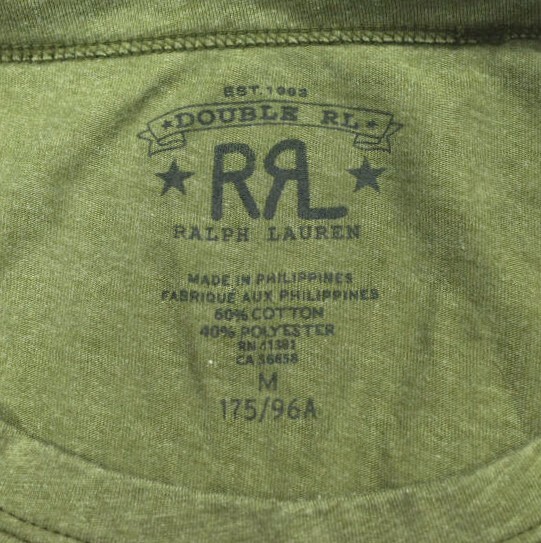 EST. 1993
DOUBLE RL
RRL
RALPH LAUREN
MADE IN PHILIPPINES
FABRIQUE AUX PHILIPPINES
60% COTTON
40% POLYESTER
RN 41381
CA 56858
M
175/96A